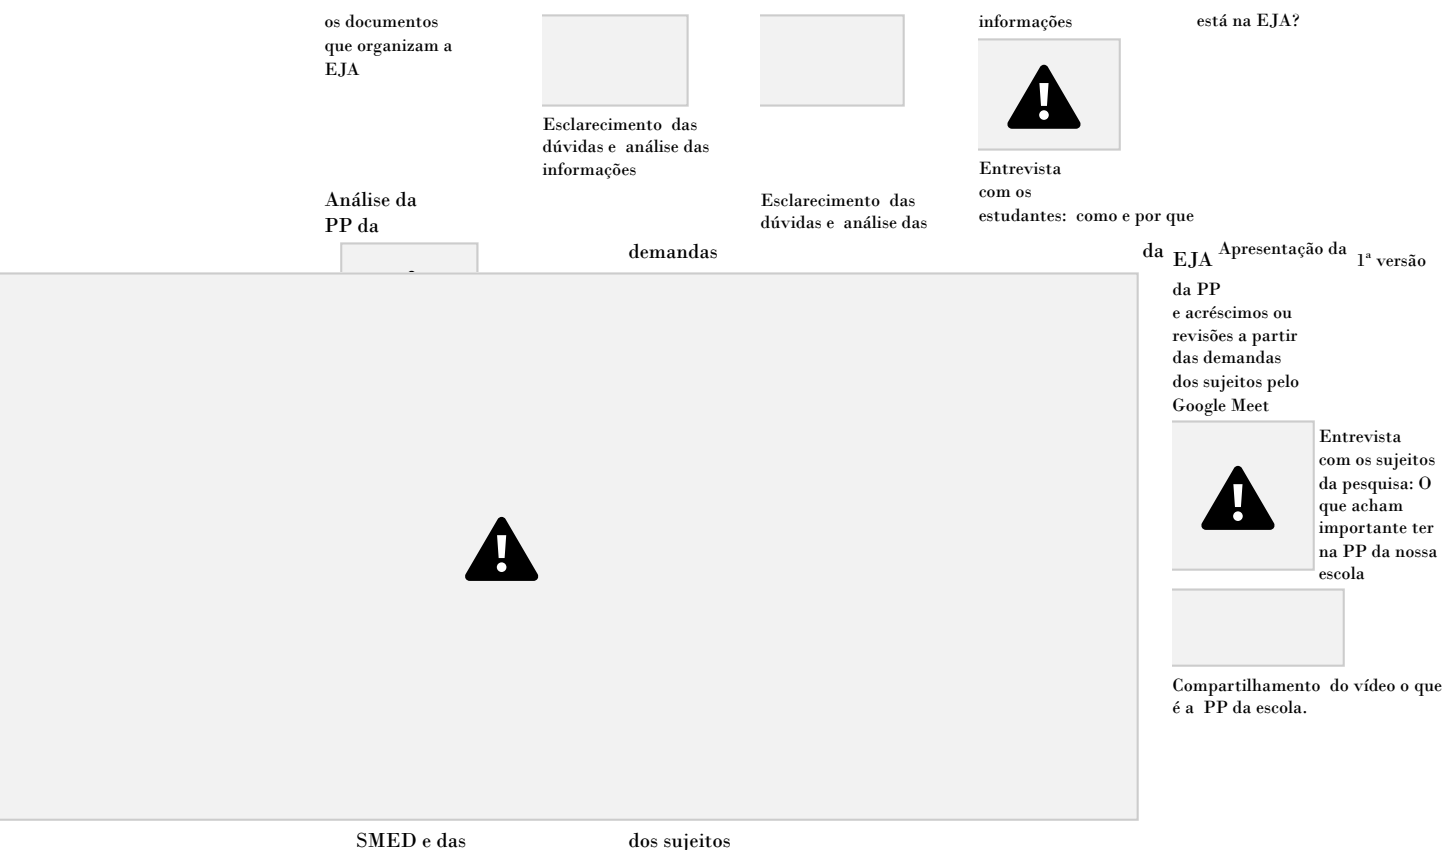 os documentos
que organizam a
EJA
Análise da
PP da
Esclarecimento das
dúvidas e análise das
informações
Esclarecimento das
dúvidas e análise das
informações
Entrevista
com os
estudantes: como e por que
está na EJA?
demandas
da EJA Apresentação da 1ª versão
da PP
e acréscimos ou
revisões a partir
das demandas
dos sujeitos pelo
Google Meet
Entrevista
com os sujeitos
da pesquisa: O
que acham
importante ter
na PP da nossa
escola
Compartilhamento do vídeo o que
é a PP da escola.
SMED e das
dos sujeitos